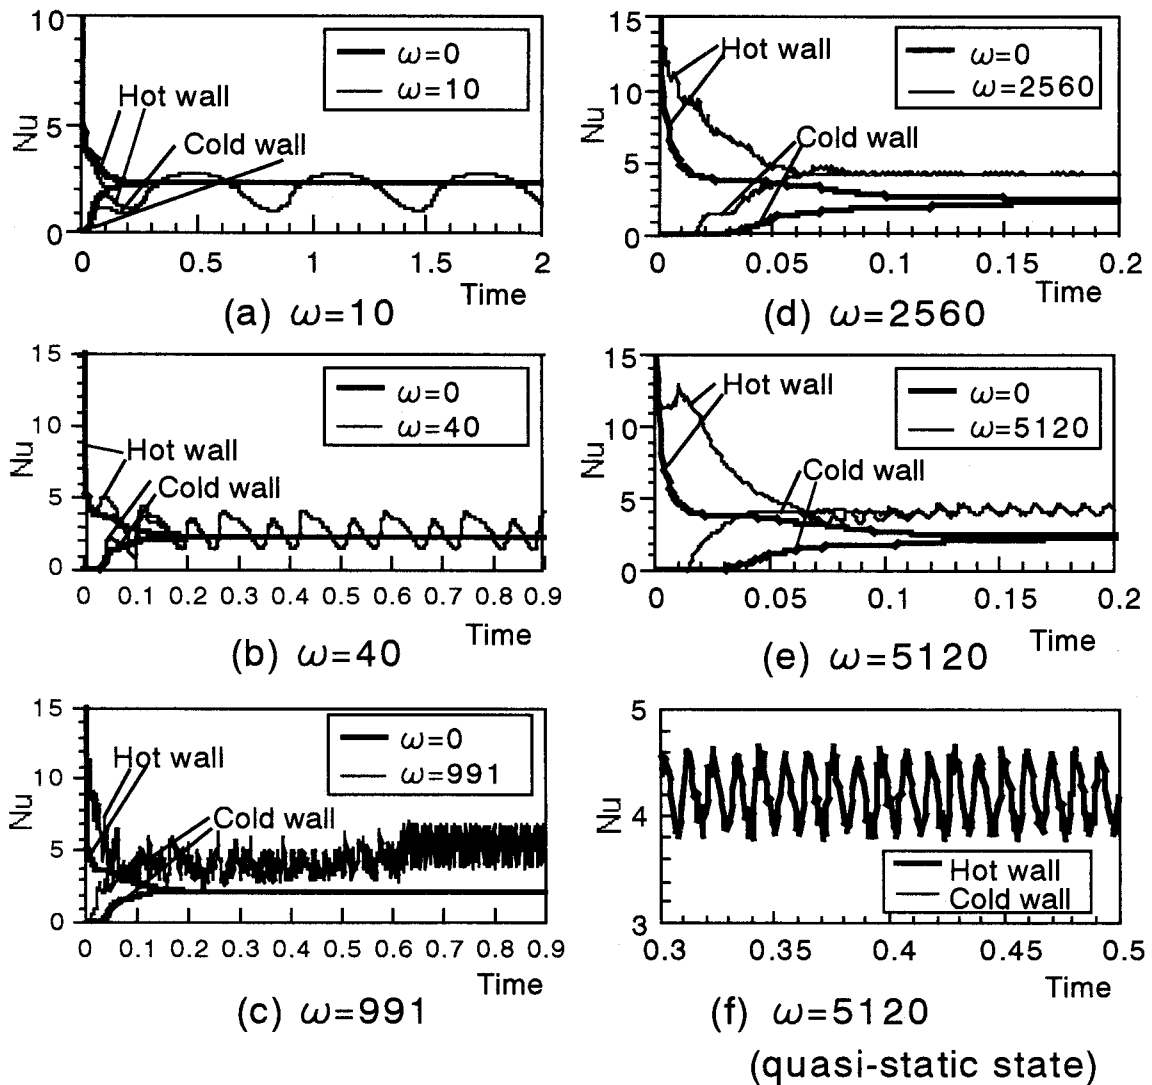 10
5
0
Nu
ω=0
ω=10
Hot wall
Cold wall
0 0.5 1 1.5 2
Time
(a) ω=10
15
10
5
0
Nu
ω=0
ω=2560
Hot wall
Cold wall
0 0.05 0.1 0.15 0.2
Time
(d) ω=2560
15
10
5
0
Nu
ω=0
ω=40
Hot wall
Cold wall
0 0.1 0.2 0.3 0.4 0.5 0.6 0.7 0.8 0.9
Time
(b) ω=40
15
10
5
0
Nu
ω=0
ω=5120
Hot wall
Cold wall
0 0.05 0.1 0.15 0.2
Time
(e) ω=5120
15
10
5
0
Nu
ω=0
ω=991
Hot wall
Cold wall
0 0.1 0.2 0.3 0.4 0.5 0.6 0.7 0.8 0.9
Time
(c) ω=991
5
4
3
Nu
Hot wall
Cold wall
0.3 0.35 0.4 0.45 0.5
Time
(f) ω=5120
(quasi-static state)